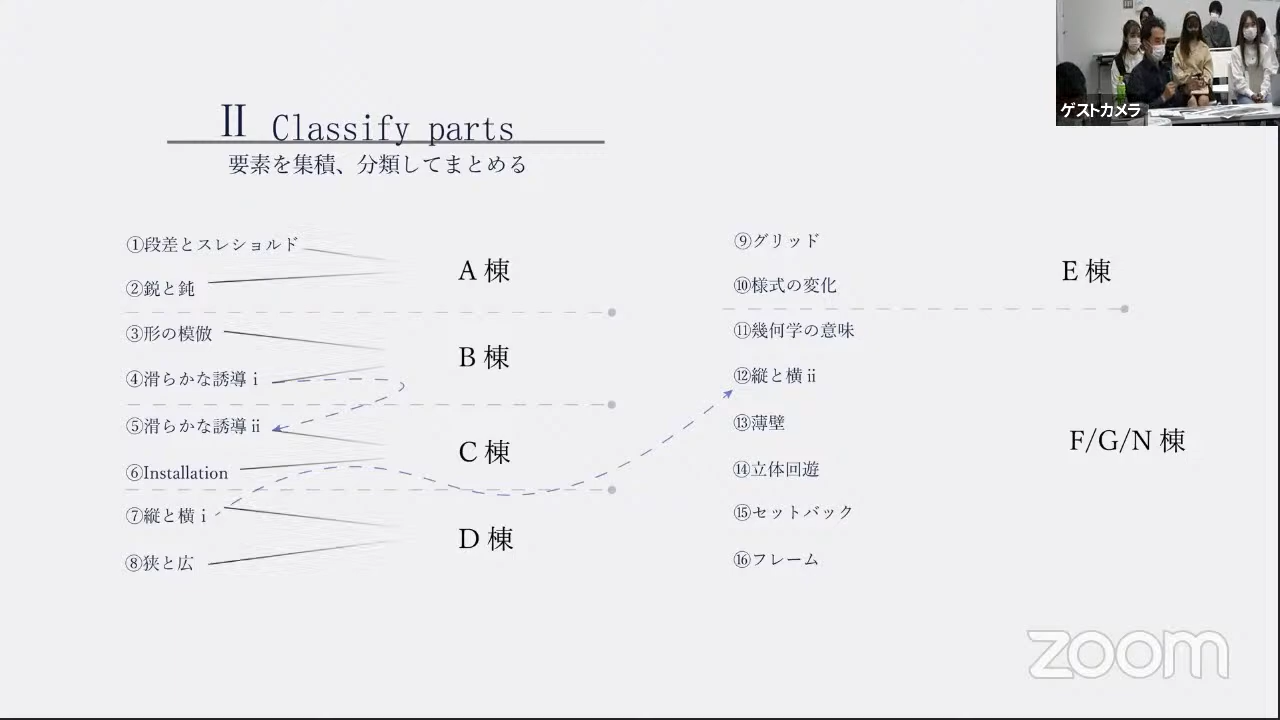 Ⅱ Classify parts
要素を集積、分類してまとめる
①段差とスレショルド
②鋭と鈍
A 棟
③形の模倣
④滑らかな誘導ⅰ
B 棟
⑤滑らかな誘導ⅱ
⑥Installation
C 棟
⑦縦と横ⅰ
⑧狭と広
D 棟
⑨グリッド
⑩様式の変化
E 棟
⑪幾何学の意味
⑫縦と横ⅱ
⑬薄壁
⑭立体回遊
⑮セットバック
⑯フレーム
F/G/N 棟
ゲストカメラ
zoom